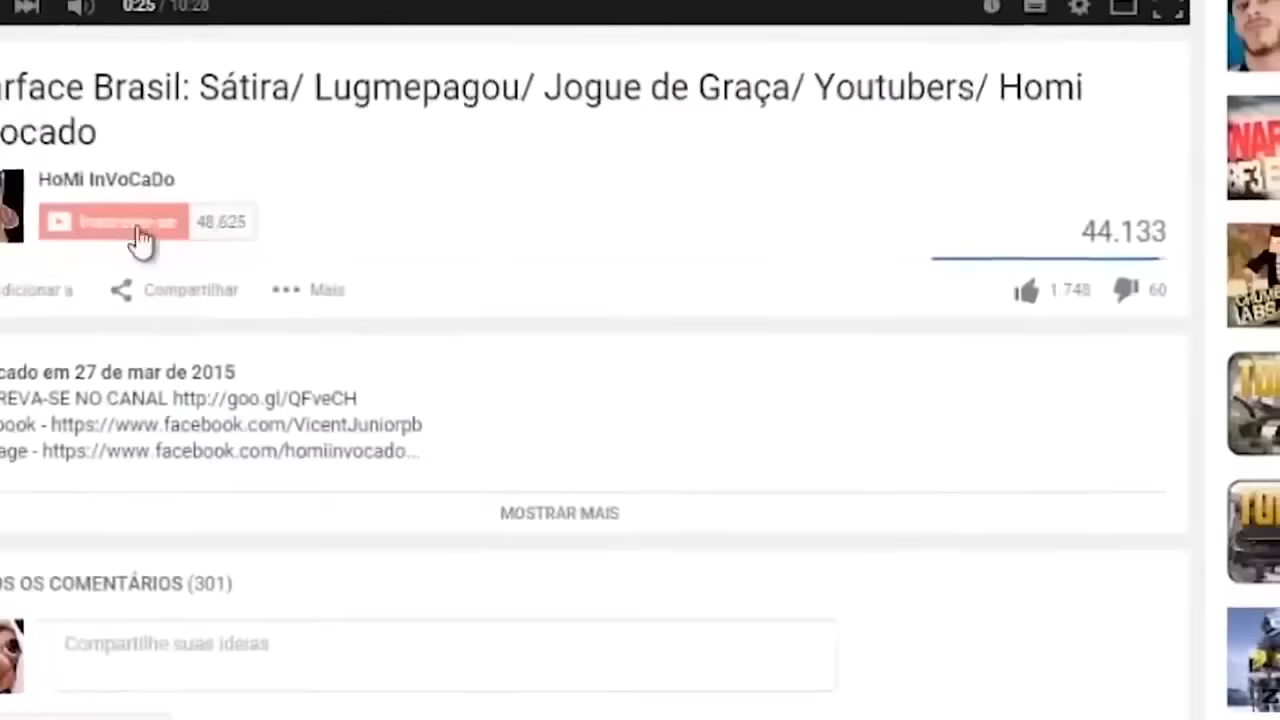 0:25 / 10:28
rface Brasil: Sátira/ Lugmepagou/ Jogue de Graça/ Youtubers/ Homi
ocado
HoMi InVoCaDo
48.625
44.133
dicionar a Compartilhar Mais
1.748 60
cado em 27 de mar de 2015
REVA-SE NO CANAL http://goo.gl/QFveCH
book - https://www.facebook.com/VicentJuniorpb
age - https://www.facebook.com/homiinvocado...
MOSTRAR MAIS
OS OS COMENTÁRIOS (301)
Compartilhe suas ideias